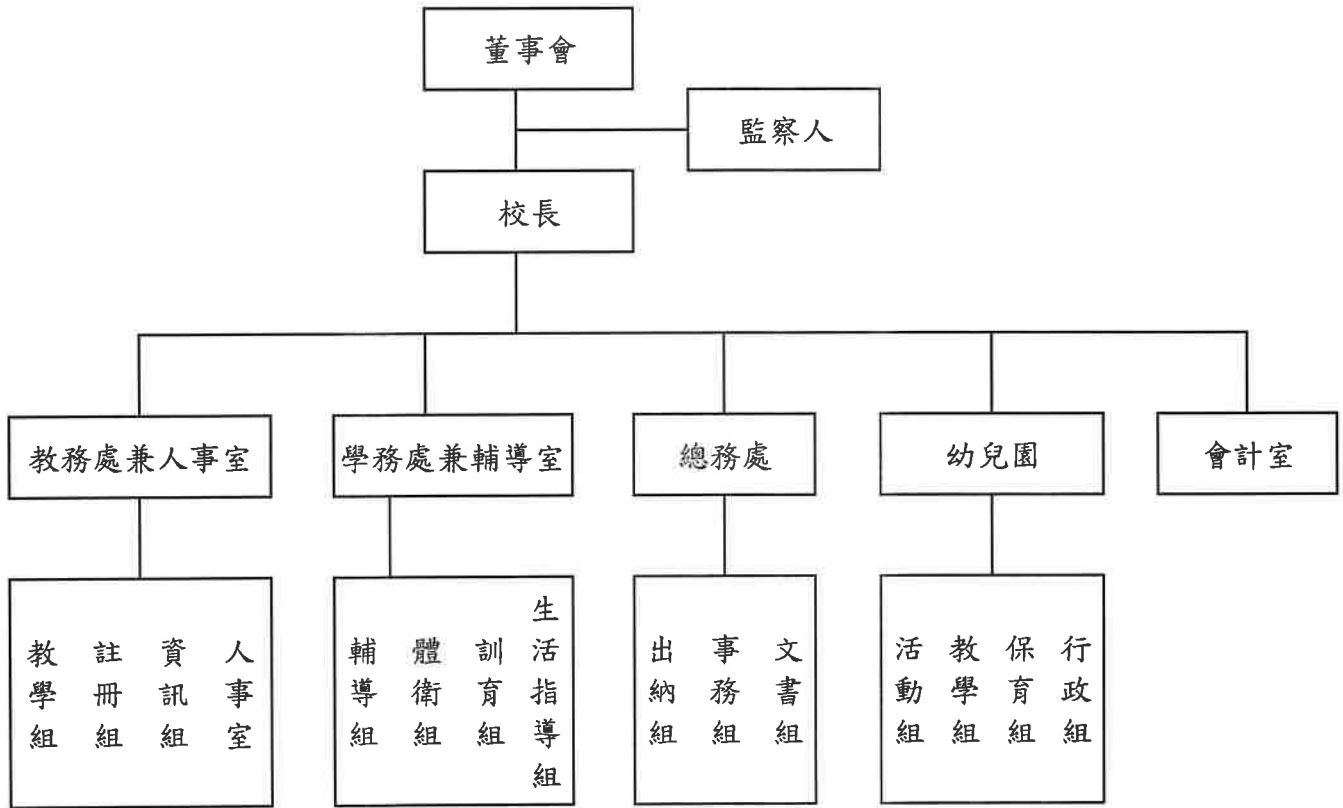 董事會
監察人
校長
教務處兼人事室
學務處兼輔導室
總務處
幼兒園
會計室
教學組
註冊組
資訊組
人事室
輔導組
體衛組
訓育組
生活指導組
出納組
事務組
文書組
活動組
教學組
保育組
行政組